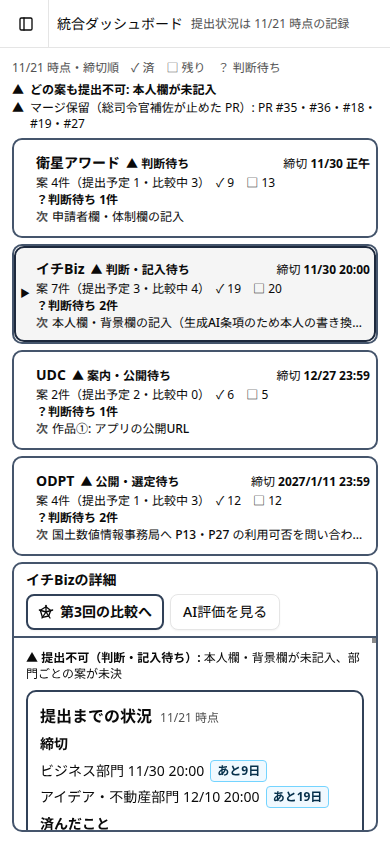 統合ダッシュボード 提出状況は 11/21 時点の記録
11/21 時点・締切順 ✓ 済 □ 残り ？ 判断待ち
▲ どの案も提出不可: 本人欄が未記入
▲ マージ保留（総司令官補佐が止めた PR）: PR #35・#36・#18・
#19・#27
衛星アワード ▲ 判断待ち 締切 11/30 正午
案 4件（提出予定 1・比較中 3） ✓ 9 □ 13
？判断待ち 1件
次 申請者欄・体制欄の記入
▶ イチBiz ▲ 判断・記入待ち 締切 11/30 20:00
案 7件（提出予定 3・比較中 4） ✓ 19 □ 20
？判断待ち 2件
次 本人欄・背景欄の記入（生成AI条項のため本人の書き換…
UDC ▲ 案内・公開待ち 締切 12/27 23:59
案 2件（提出予定 2・比較中 0） ✓ 6 □ 5
？判断待ち 1件
次 作品①: アプリの公開URL
ODPT ▲ 公開・選定待ち 締切 2027/1/11 23:59
案 4件（提出予定 1・比較中 3） ✓ 12 □ 12
？判断待ち 2件
次 国土数値情報事務局へ P13・P27 の利用可否を問い合わ…
イチBizの詳細
第3回の比較へ AI評価を見る
▲ 提出不可（判断・記入待ち）: 本人欄・背景欄が未記入、部
門ごとの案が未決
提出までの状況 11/21 時点
締切
ビジネス部門 11/30 20:00 あと9日
アイデア・不動産部門 12/10 20:00 あと19日
済んだこと